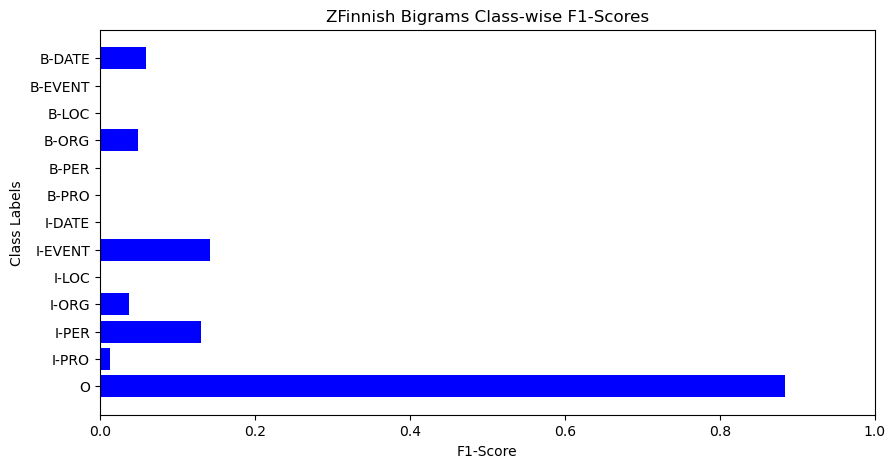 ZFinnish Bigrams Class-wise F1-Scores
B-DATE
B-EVENT
B-LOC
B-ORG
B-PER
B-PRO
I-DATE
I-EVENT
I-LOC
I-ORG
I-PER
I-PRO
O
Class Labels
0.0 0.2 0.4 0.6 0.8 1.0
F1-Score